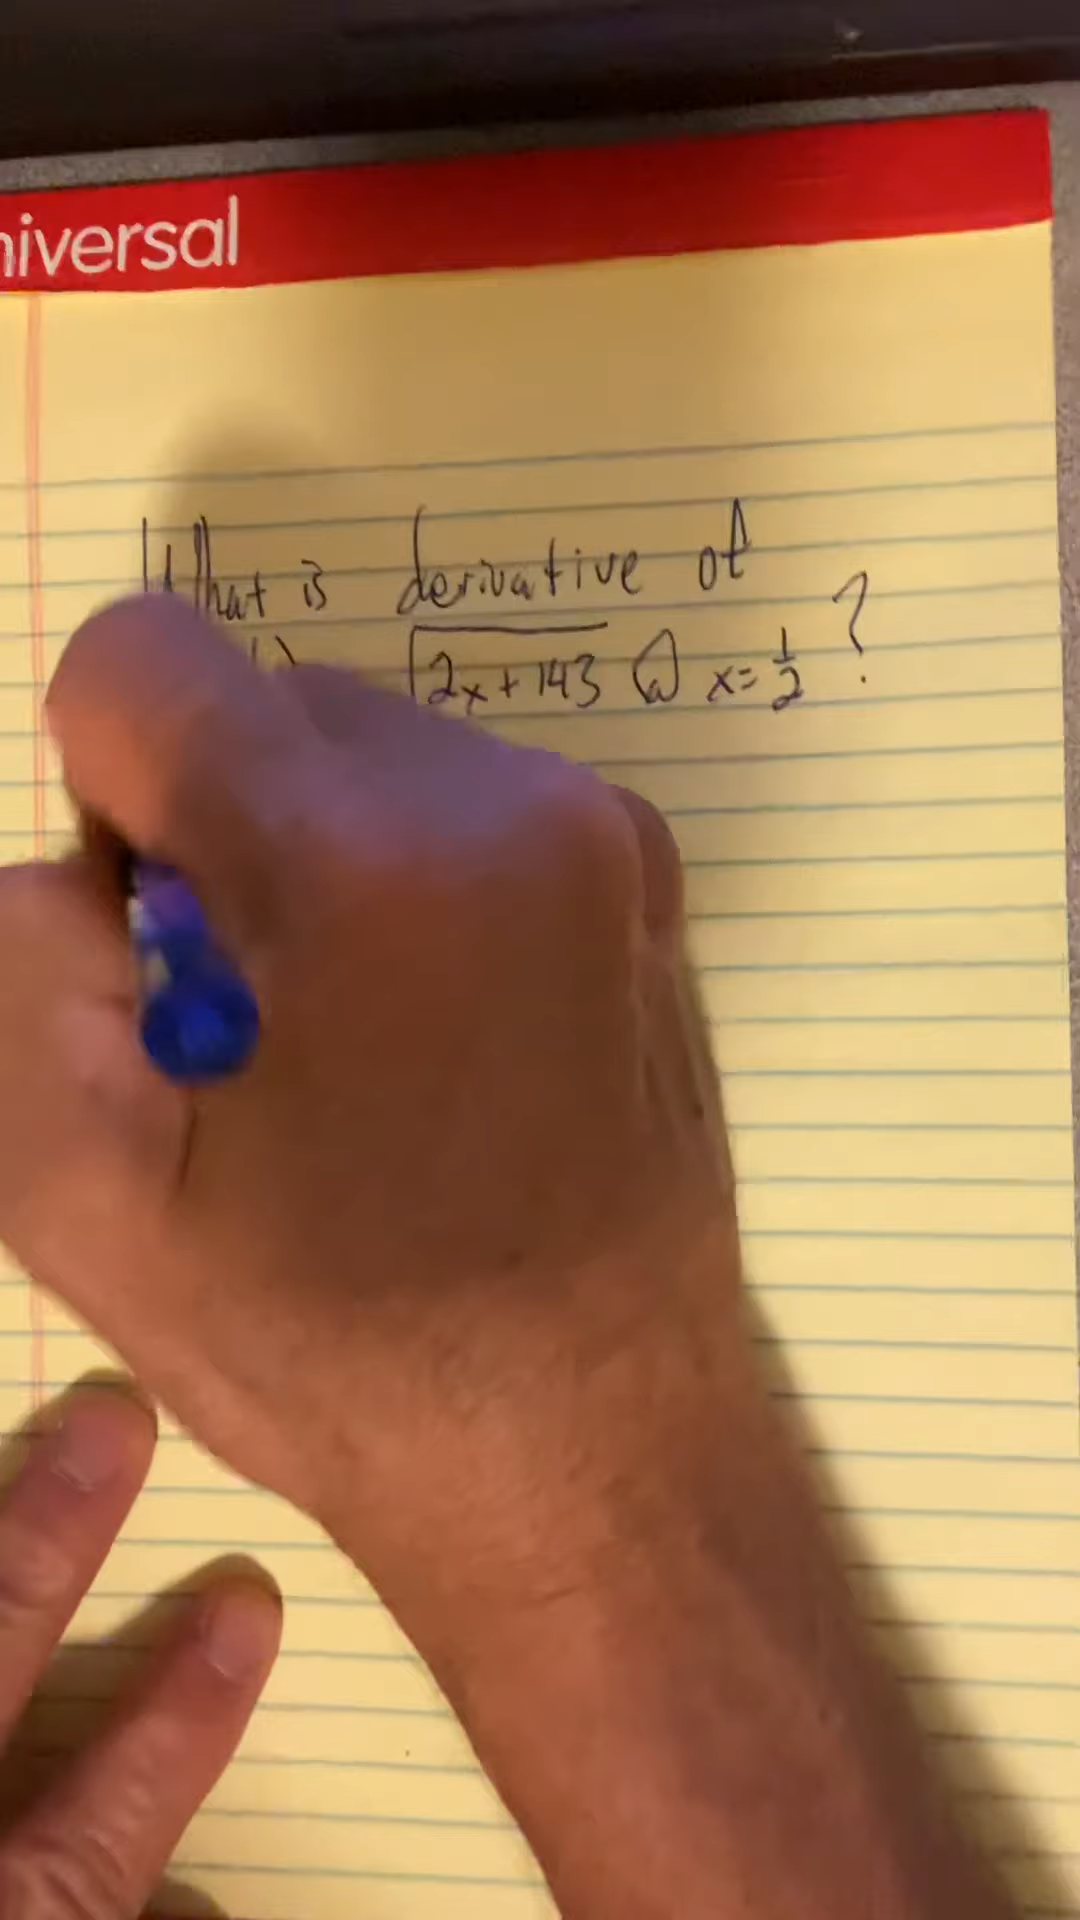 niversal
What is derivative of
√2x+143 @ x=1/2 ?